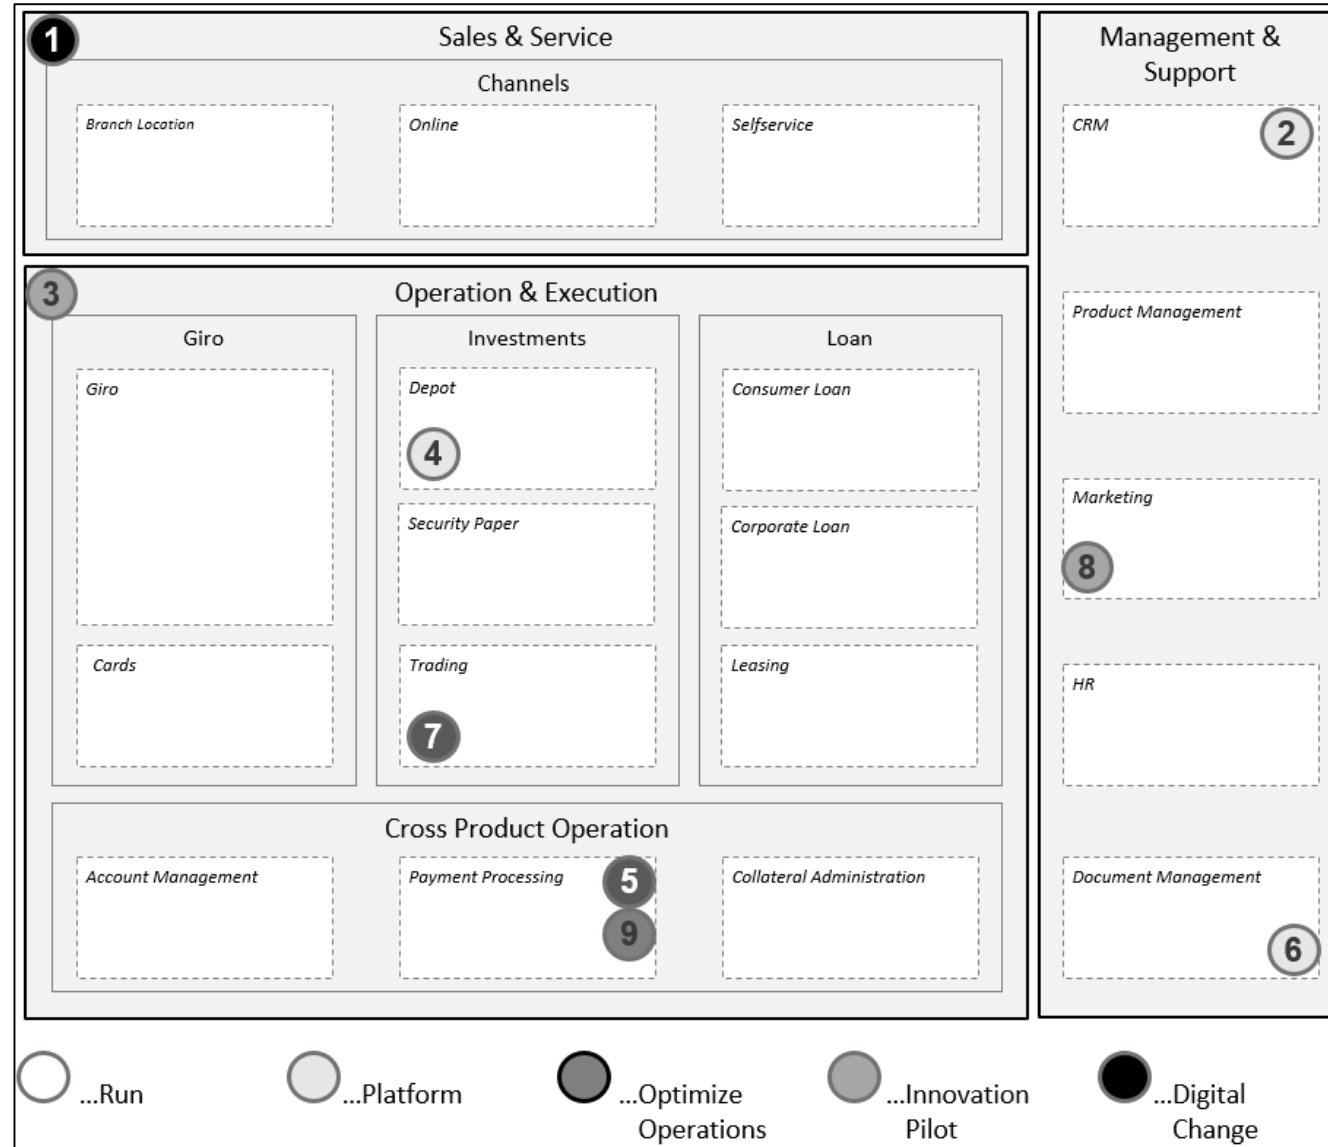 1
Sales & Service
Channels
Branch Location
Online
Selfservice
Management &
Support
CRM
2
Product Management
Marketing
8
HR
Document Management
6
3
Operation & Execution
Giro
Giro
Cards
Investments
Depot
4
Security Paper
Trading
7
Loan
Consumer Loan
Corporate Loan
Leasing
Cross Product Operation
Account Management
Payment Processing
5
9
Collateral Administration
...Run
...Platform
...Optimize
Operations
...Innovation
Pilot
...Digital
Change